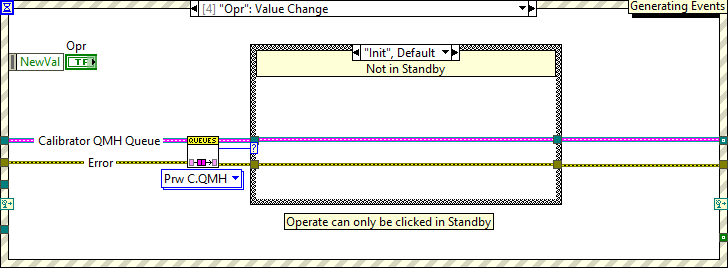 [4] "Opr": Value Change
Generating Events
Opr
NewVal
TF
"Init", Default
Not in Standby
Calibrator QMH Queue
QUEUES
?
Error
Prw C.QMH
Operate can only be clicked in Standby